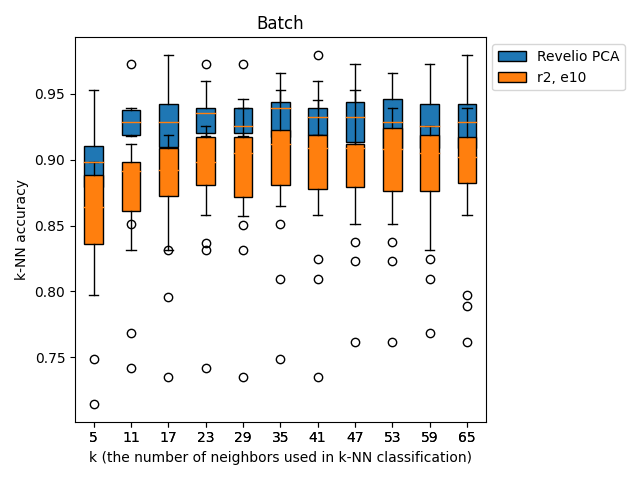 Batch
Revelio PCA
r2, e10
k-NN accuracy
0.95
0.90
0.85
0.80
0.75
5 11 17 23 29 35 41 47 53 59 65
k (the number of neighbors used in k-NN classification)